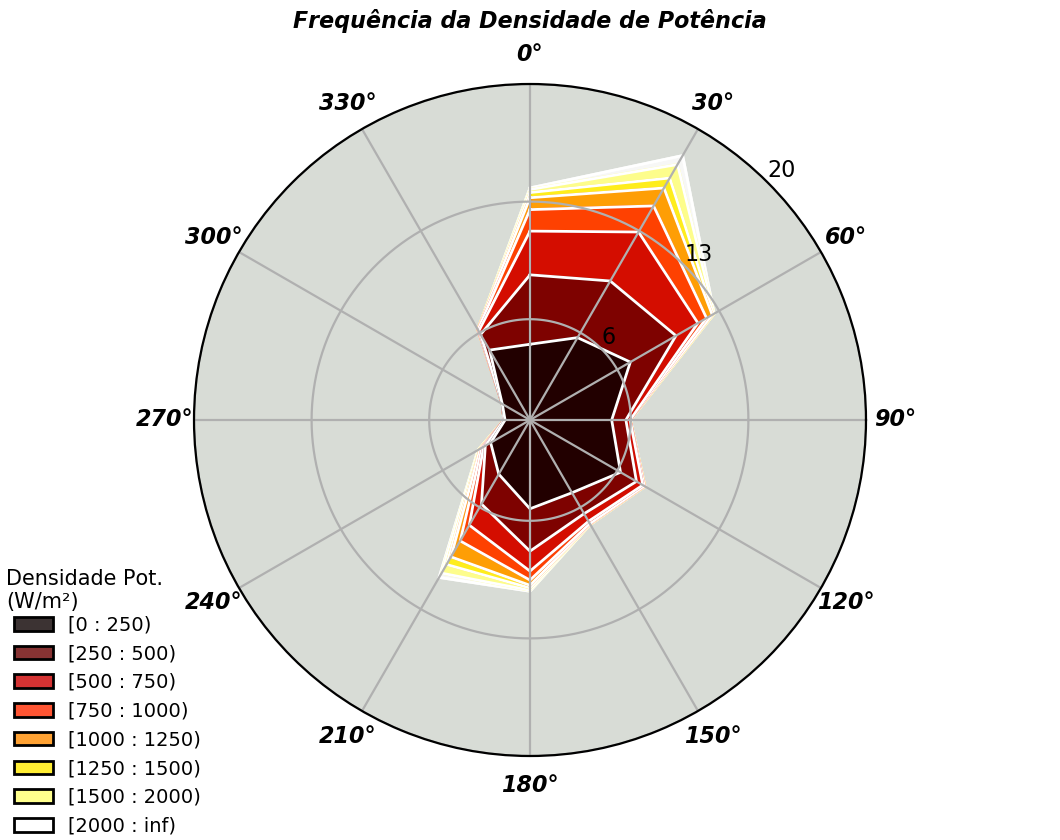 Frequência da Densidade de Potência
0°
330°
30°
20
300°
60°
13
6
270°
90°
240°
120°
210°
150°
180°
Densidade Pot.
(W/m²)
[0 : 250)
[250 : 500)
[500 : 750)
[750 : 1000)
[1000 : 1250)
[1250 : 1500)
[1500 : 2000)
[2000 : inf)